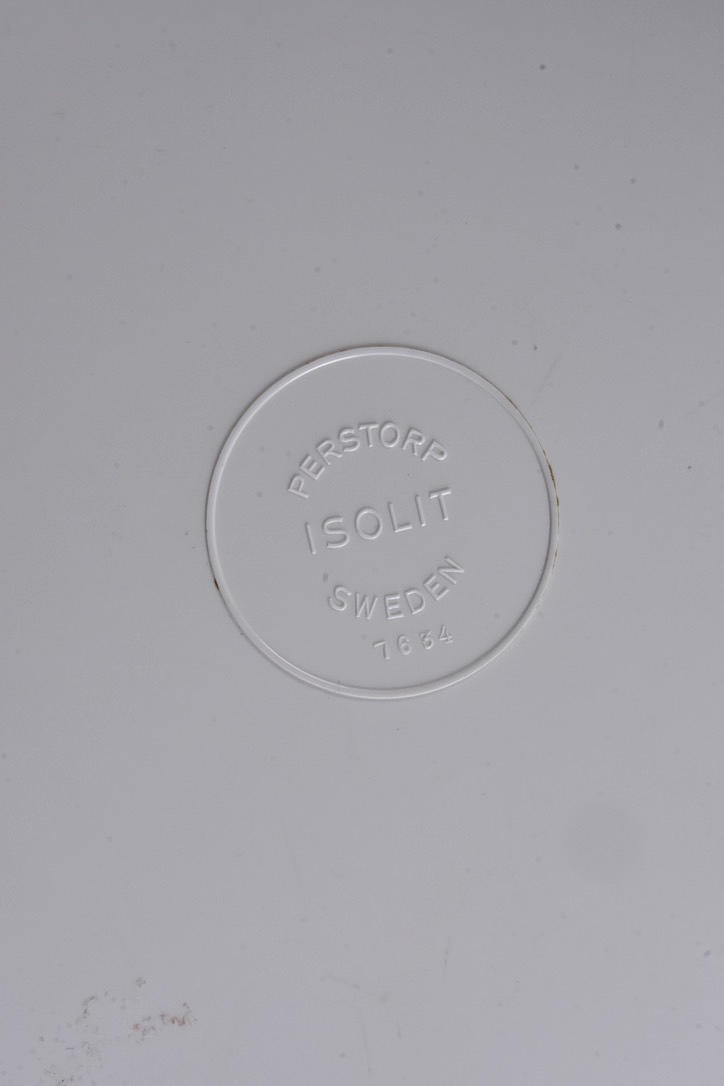 PERSTORP
ISOLIT
SWEDEN
7634